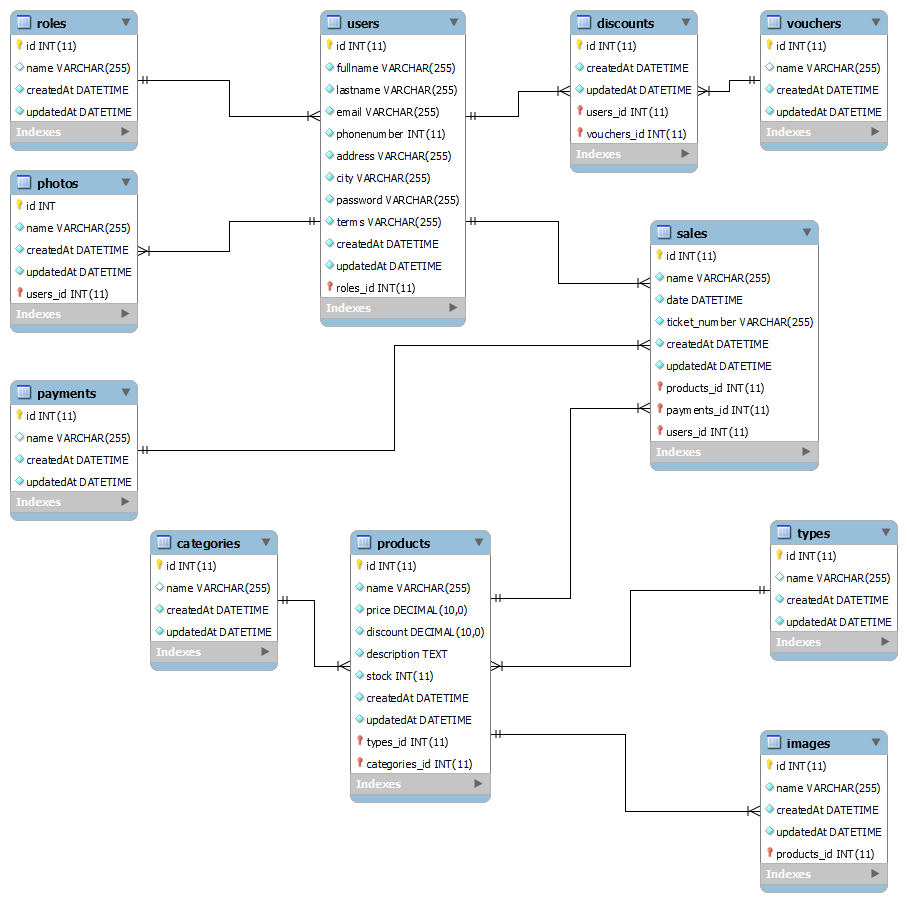 roles
id INT(11)
name VARCHAR(255)
createdAt DATETIME
updatedAt DATETIME
Indexes
users
id INT(11)
fullname VARCHAR(255)
lastname VARCHAR(255)
email VARCHAR(255)
phonenumber INT(11)
address VARCHAR(255)
city VARCHAR(255)
password VARCHAR(255)
terms VARCHAR(255)
createdAt DATETIME
updatedAt DATETIME
roles_id INT(11)
Indexes
discounts
id INT(11)
createdAt DATETIME
updatedAt DATETIME
users_id INT(11)
vouchers_id INT(11)
Indexes
vouchers
id INT(11)
name VARCHAR(255)
createdAt DATETIME
updatedAt DATETIME
Indexes
photos
id INT
name VARCHAR(255)
createdAt DATETIME
updatedAt DATETIME
users_id INT(11)
Indexes
sales
id INT(11)
name VARCHAR(255)
date DATETIME
ticket_number VARCHAR(255)
createdAt DATETIME
updatedAt DATETIME
products_id INT(11)
payments_id INT(11)
users_id INT(11)
Indexes
payments
id INT(11)
name VARCHAR(255)
createdAt DATETIME
updatedAt DATETIME
Indexes
categories
id INT(11)
name VARCHAR(255)
createdAt DATETIME
updatedAt DATETIME
Indexes
products
id INT(11)
name VARCHAR(255)
price DECIMAL(10,0)
discount DECIMAL(10,0)
description TEXT
stock INT(11)
createdAt DATETIME
updatedAt DATETIME
types_id INT(11)
categories_id INT(11)
Indexes
types
id INT(11)
name VARCHAR(255)
createdAt DATETIME
updatedAt DATETIME
Indexes
images
id INT(11)
name VARCHAR(255)
createdAt DATETIME
updatedAt DATETIME
products_id INT(11)
Indexes